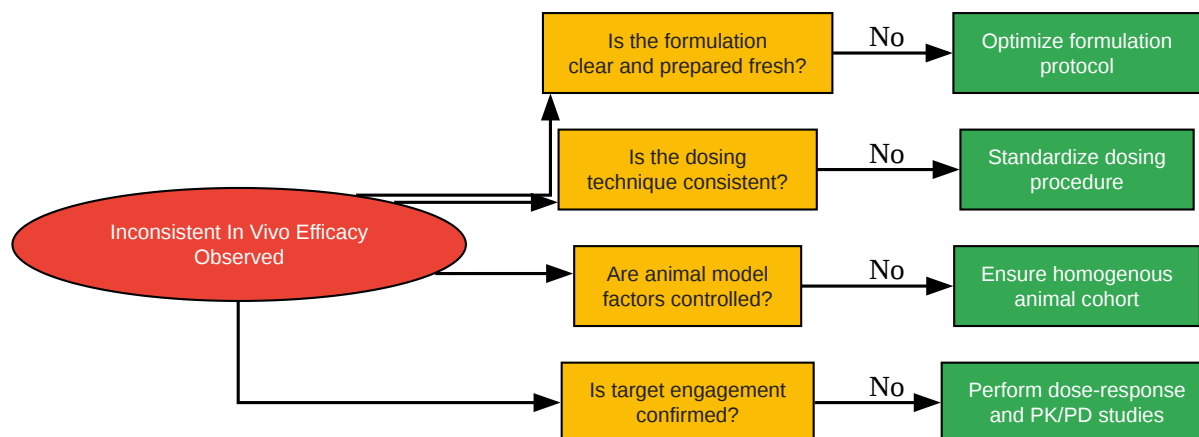 Inconsistent In Vivo Efficacy
Observed
Is the formulation
clear and prepared fresh?
No
Optimize formulation
protocol
Is the dosing
technique consistent?
No
Standardize dosing
procedure
Are animal model
factors controlled?
No
Ensure homogenous
animal cohort
Is target engagement
confirmed?
No
Perform dose-response
and PK/PD studies